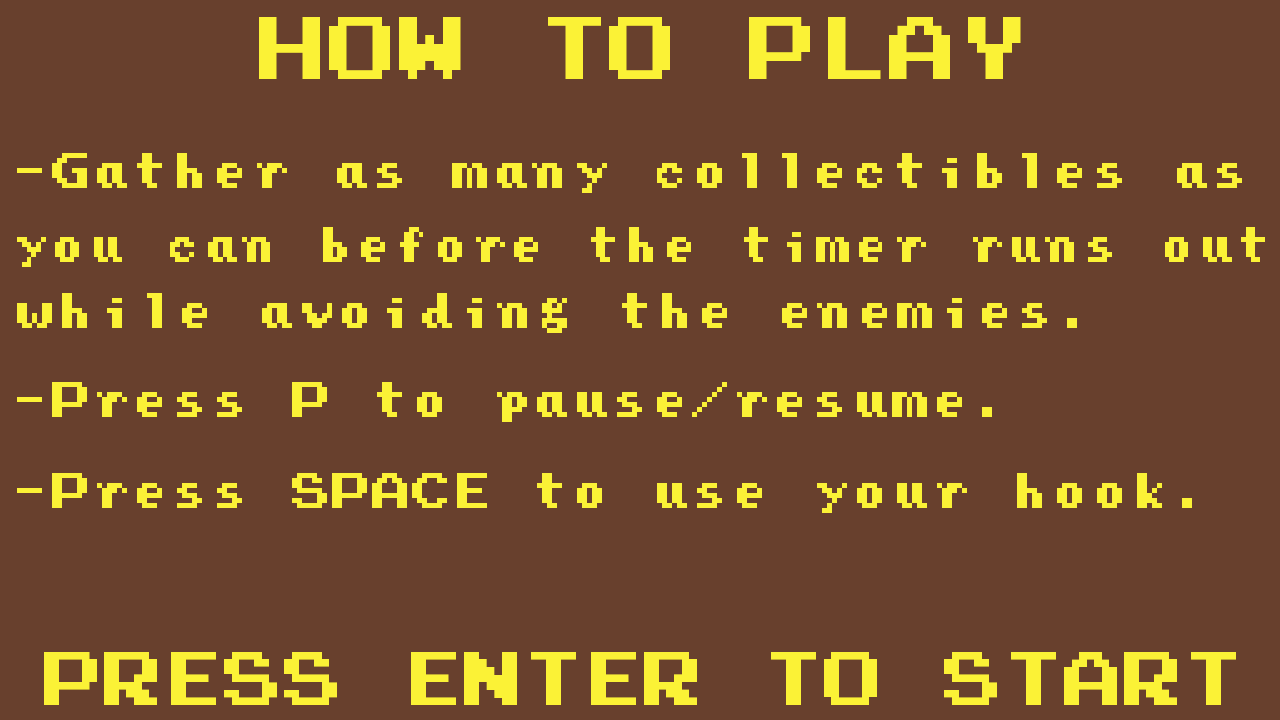 HOW TO PLAY
-Gather as many collectibles as
you can before the timer runs out
while avoiding the enemies.
-Press P to pause/resume.
-Press SPACE to use your hook.
PRESS ENTER TO START